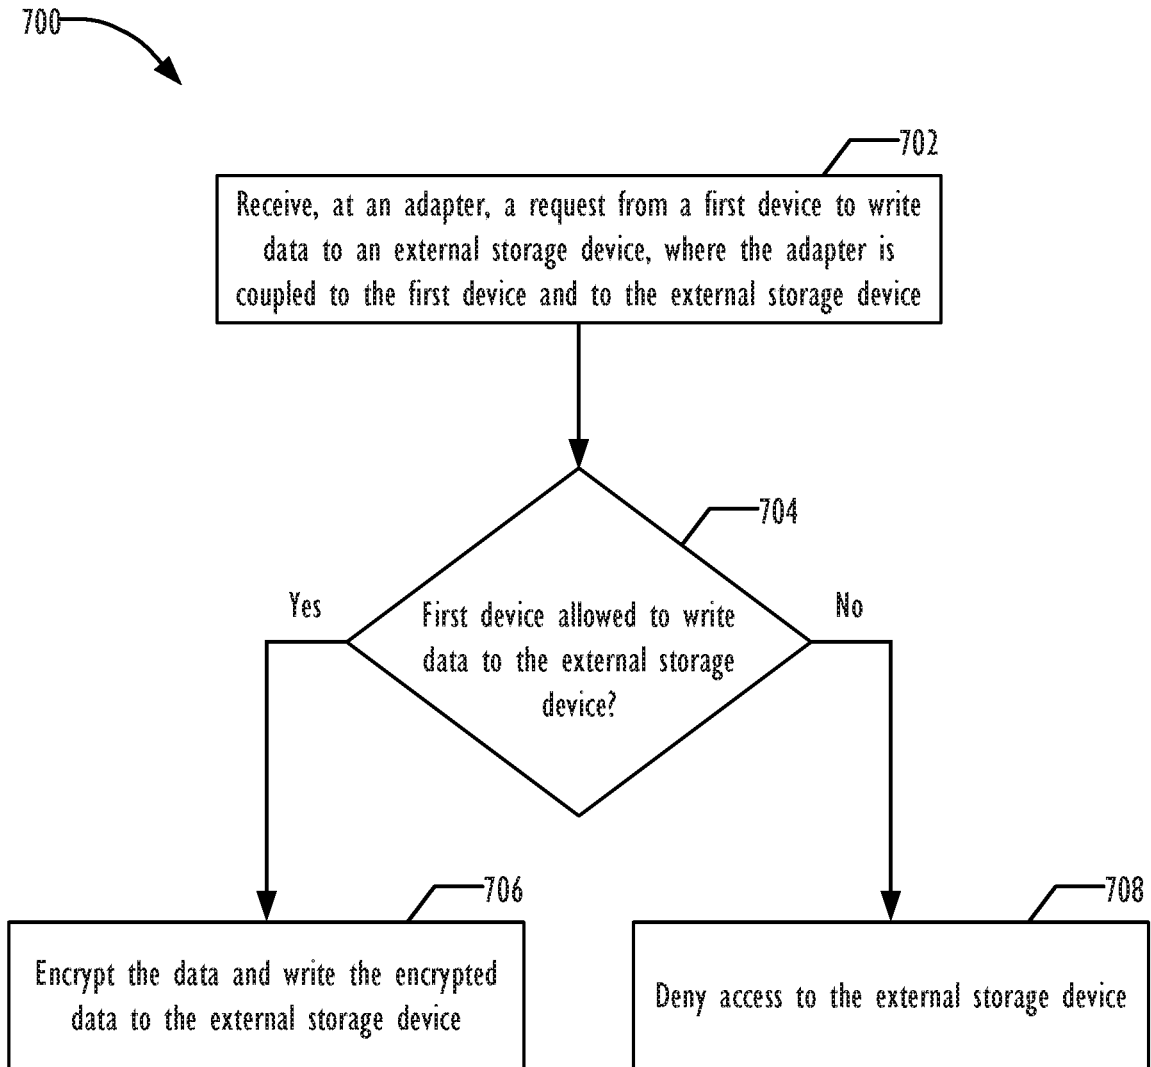 700
702
Receive, at an adapter, a request from a first device to write
data to an external storage device, where the adapter is
coupled to the first device and to the external storage device
704
Yes
No
First device allowed to write
data to the external storage
device?
706
708
Encrypt the data and write the encrypted
data to the external storage device
Deny access to the external storage device